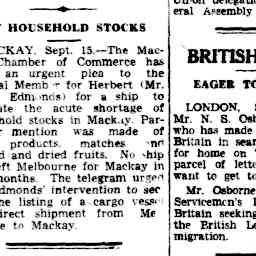 HOUSEHOLD STOCKS
CKAY, Sept. 15.—The Mac-
Chamber of Commerce has
an urgent plea to the
al Member for Herbert (Mr.
Edmonds) for a ship to
ate the acute shortage of
hold stocks in Mackay. Par-
mention was made of
products, matches and
and dried fruits. No ship
eft Melbourne for Mackay in
months. The telegram urged
dmonds' intervention to sec
he listing of a cargo vessel
direct shipment from Me
e to Mackay.
eral Assembly
BRITISH
EAGER TO
LONDON, S
Mr. N. S. Osb
who has made
Britain in sear
for home on
parcel of letter
want to get to
Mr. Osborne
Servicemen's I
Britain seeking
the British Le
migration.